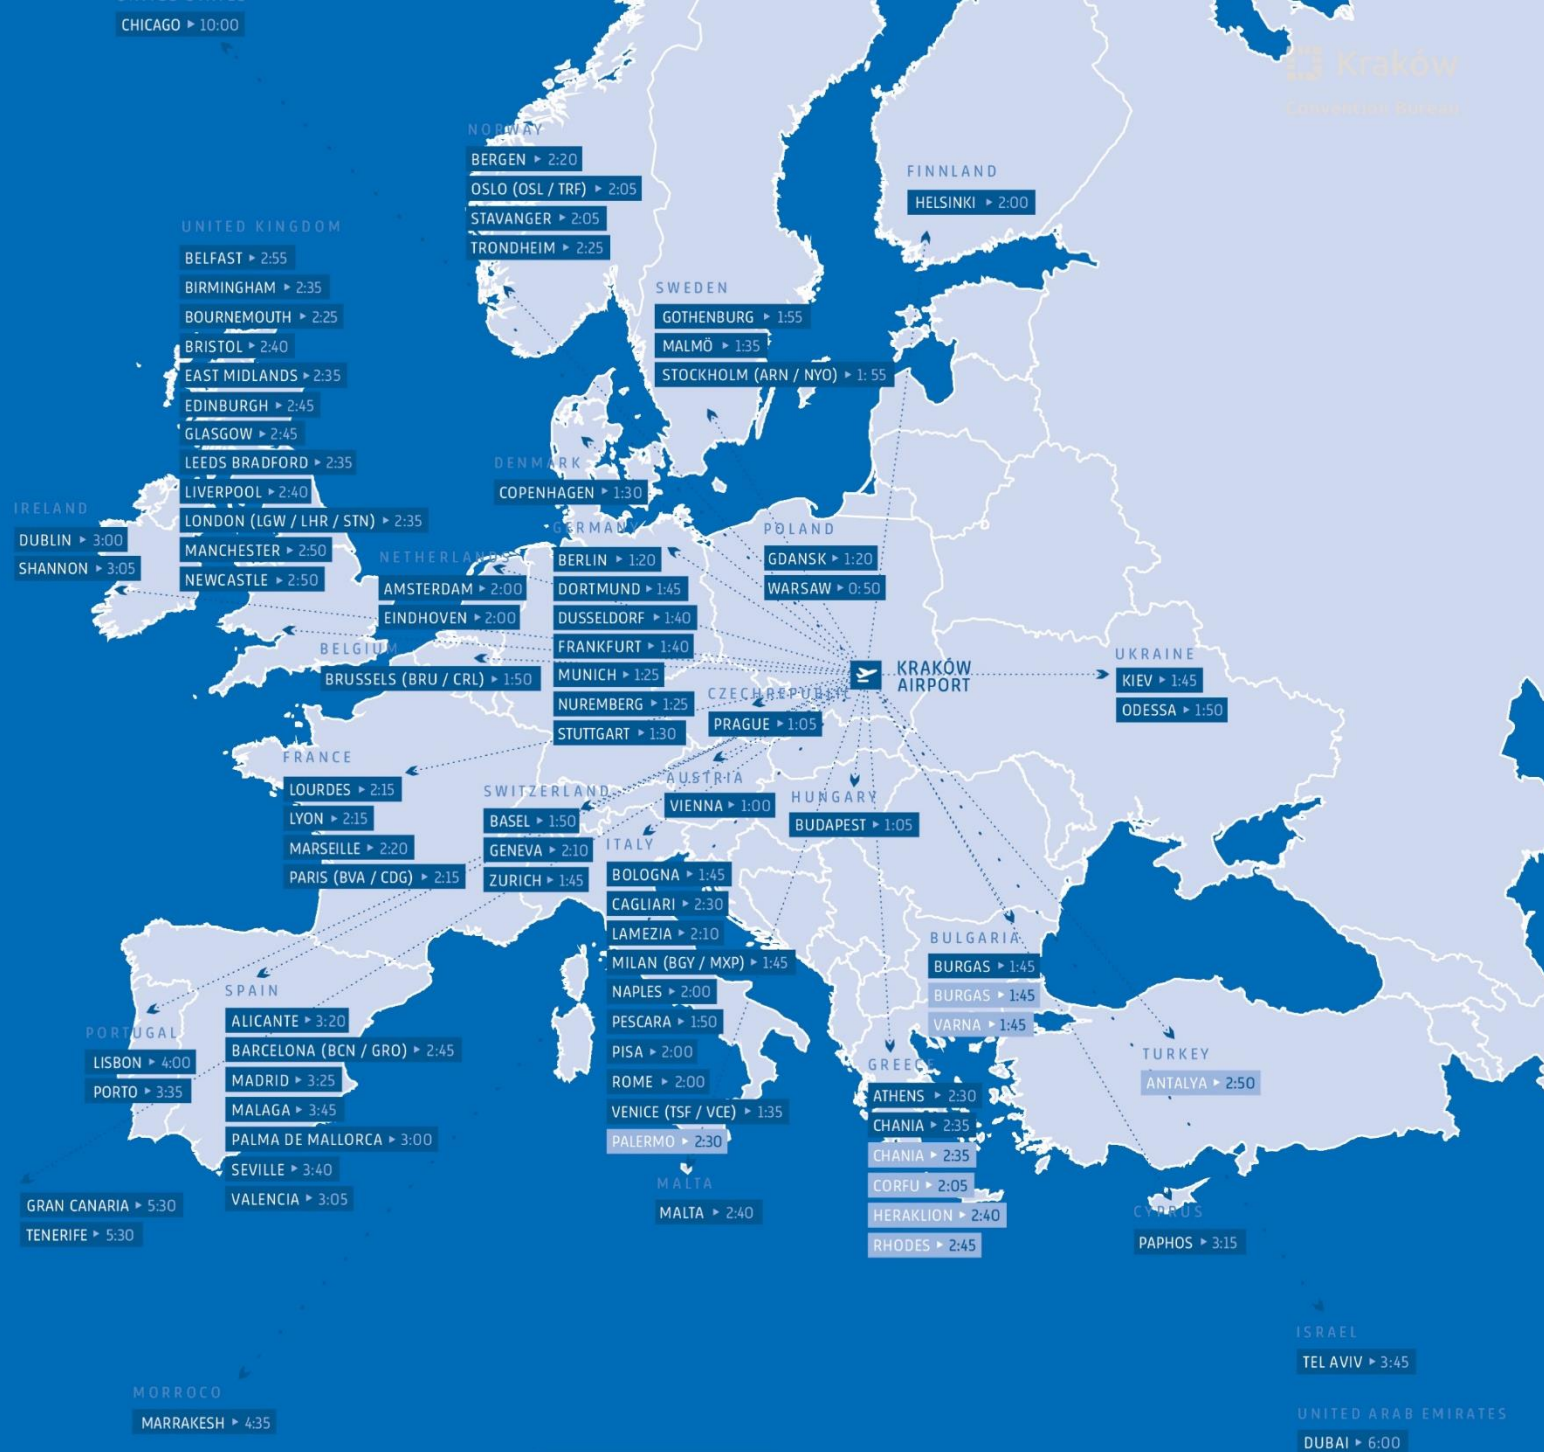 CHICAGO ▸ 10:00
Kraków
Convention Bureau
NORWAY
BERGEN ▸ 2:20
OSLO (OSL / TRF) ▸ 2:05
STAVANGER ▸ 2:05
TRONDHEIM ▸ 2:25
FINNLAND
HELSINKI ▸ 2:00
UNITED KINGDOM
BELFAST ▸ 2:55
BIRMINGHAM ▸ 2:35
BOURNEMOUTH ▸ 2:25
BRISTOL ▸ 2:40
EAST MIDLANDS ▸ 2:35
EDINBURGH ▸ 2:45
GLASGOW ▸ 2:45
LEEDS BRADFORD ▸ 2:35
LIVERPOOL ▸ 2:40
LONDON (LGW / LHR / STN) ▸ 2:35
MANCHESTER ▸ 2:50
NEWCASTLE ▸ 2:50
SWEDEN
GOTHENBURG ▸ 1:55
MALMÖ ▸ 1:35
STOCKHOLM (ARN / NYO) ▸ 1: 55
DENMARK
COPENHAGEN ▸ 1:30
IRELAND
DUBLIN ▸ 3:00
SHANNON ▸ 3:05
NETHERLANDS
AMSTERDAM ▸ 2:00
EINDHOVEN ▸ 2:00
BELGIUM
BRUSSELS (BRU / CRL) ▸ 1:50
GERMANY
BERLIN ▸ 1:20
DORTMUND ▸ 1:45
DUSSELDORF ▸ 1:40
FRANKFURT ▸ 1:40
MUNICH ▸ 1:25
NUREMBERG ▸ 1:25
STUTTGART ▸ 1:30
POLAND
GDANSK ▸ 1:20
WARSAW ▸ 0:50
KRAKÓW
AIRPORT
UKRAINE
KIEV ▸ 1:45
ODESSA ▸ 1:50
CZECH REPUBLIC
PRAGUE ▸ 1:05
FRANCE
LOURDES ▸ 2:15
LYON ▸ 2:15
MARSEILLE ▸ 2:20
PARIS (BVA / CDG) ▸ 2:15
SWITZERLAND
BASEL ▸ 1:50
GENEVA ▸ 2:10
ZURICH ▸ 1:45
AUSTRIA
VIENNA ▸ 1:00
HUNGARY
BUDAPEST ▸ 1:05
ITALY
BOLOGNA ▸ 1:45
CAGLIARI ▸ 2:30
LAMEZIA ▸ 2:10
MILAN (BGY / MXP) ▸ 1:45
NAPLES ▸ 2:00
PESCARA ▸ 1:50
PISA ▸ 2:00
ROME ▸ 2:00
VENICE (TSF / VCE) ▸ 1:35
PALERMO ▸ 2:30
BULGARIA
BURGAS ▸ 1:45
BURGAS ▸ 1:45
VARNA ▸ 1:45
SPAIN
ALICANTE ▸ 3:20
BARCELONA (BCN / GRO) ▸ 2:45
MADRID ▸ 3:25
MALAGA ▸ 3:45
PALMA DE MALLORCA ▸ 3:00
SEVILLE ▸ 3:40
VALENCIA ▸ 3:05
PORTUGAL
LISBON ▸ 4:00
PORTO ▸ 3:35
GRAN CANARIA ▸ 5:30
TENERIFE ▸ 5:30
TURKEY
ANTALYA ▸ 2:50
GREECE
ATHENS ▸ 2:30
CHANIA ▸ 2:35
CHANIA ▸ 2:35
CORFU ▸ 2:05
HERAKLION ▸ 2:40
RHODES ▸ 2:45
MALTA
MALTA ▸ 2:40
CYPRUS
PAPHOS ▸ 3:15
ISRAEL
TEL AVIV ▸ 3:45
MORROCO
MARRAKESH ▸ 4:35
UNITED ARAB EMIRATES
DUBAI ▸ 6:00